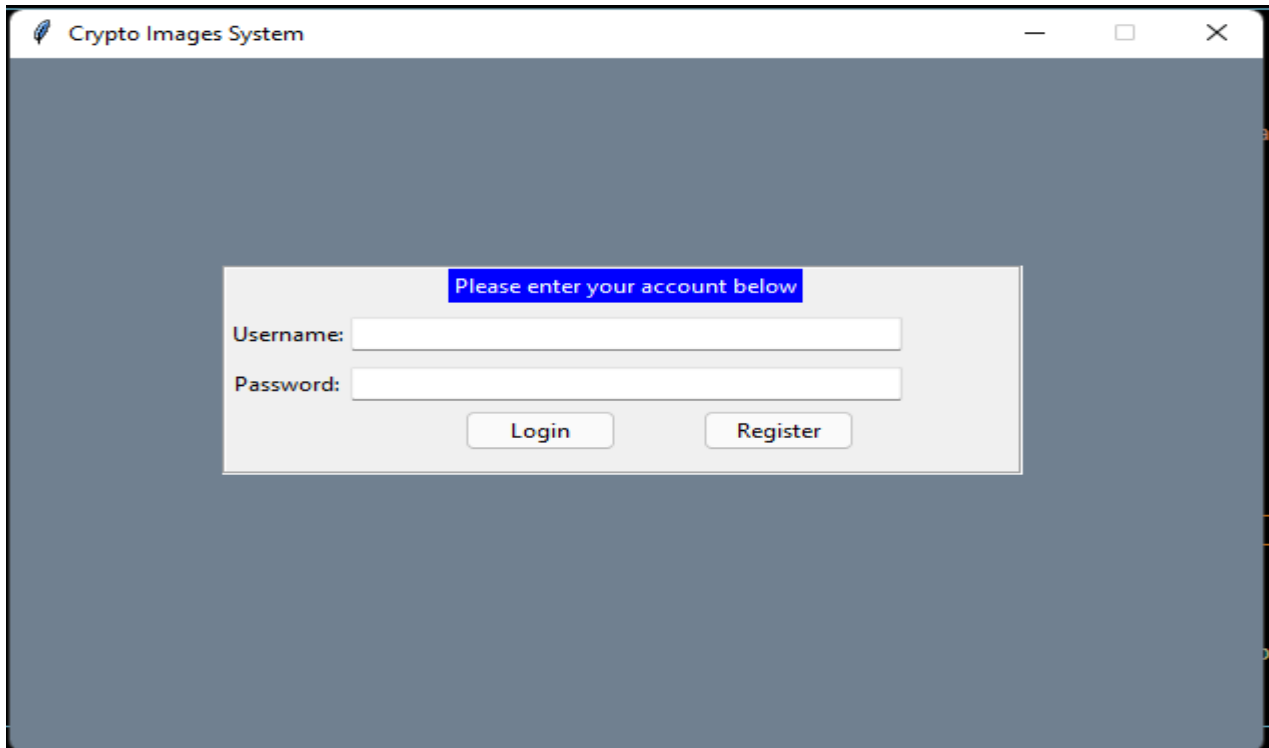 Crypto Images System
Please enter your account below
Username:
Password:
Login Register